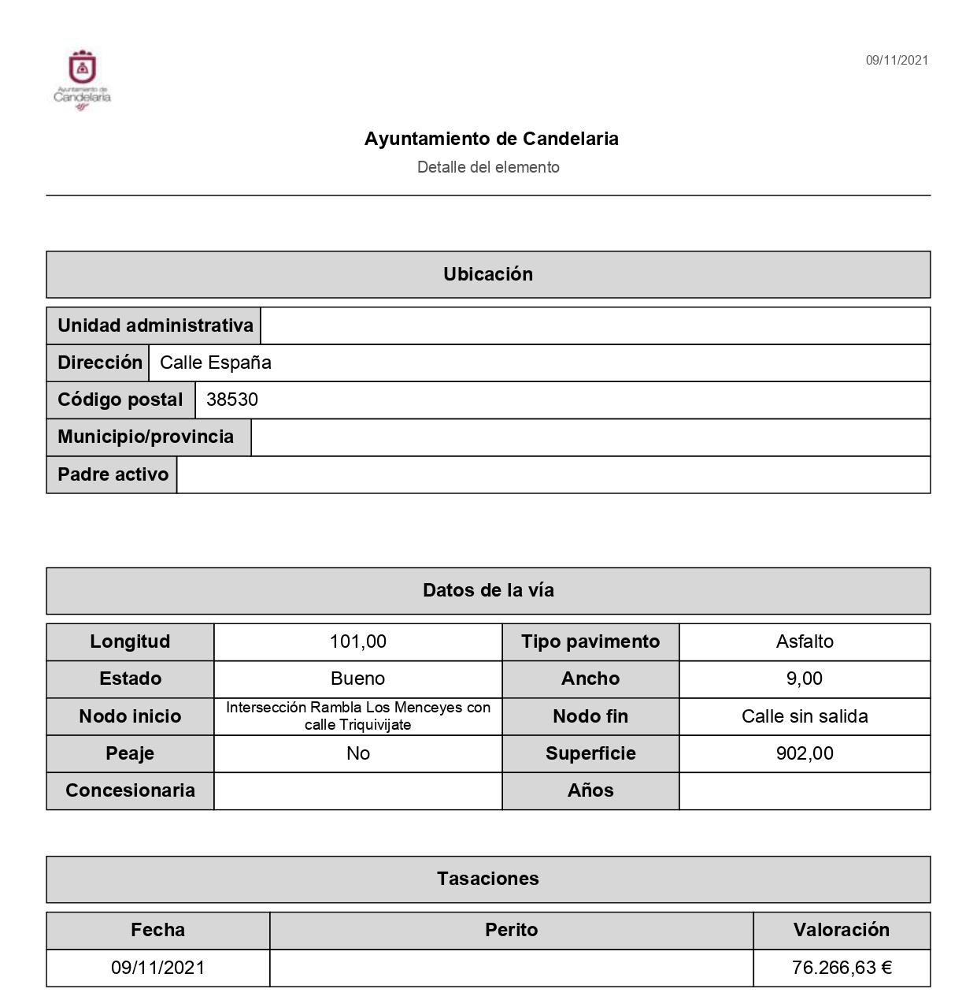 Ayuntamiento de
Candelaria
09/11/2021
Ayuntamiento de Candelaria
Detalle del elemento
Ubicación
Unidad administrativa
Dirección Calle España
Código postal 38530
Municipio/provincia
Padre activo
Datos de la vía
Longitud 101,00 Tipo pavimento Asfalto
Estado Bueno Ancho 9,00
Nodo inicio Intersección Rambla Los Menceyes con
calle Triquivijate Nodo fin Calle sin salida
Peaje No Superficie 902,00
Concesionaria Años
Tasaciones
Fecha Perito Valoración
09/11/2021 76.266,63 €